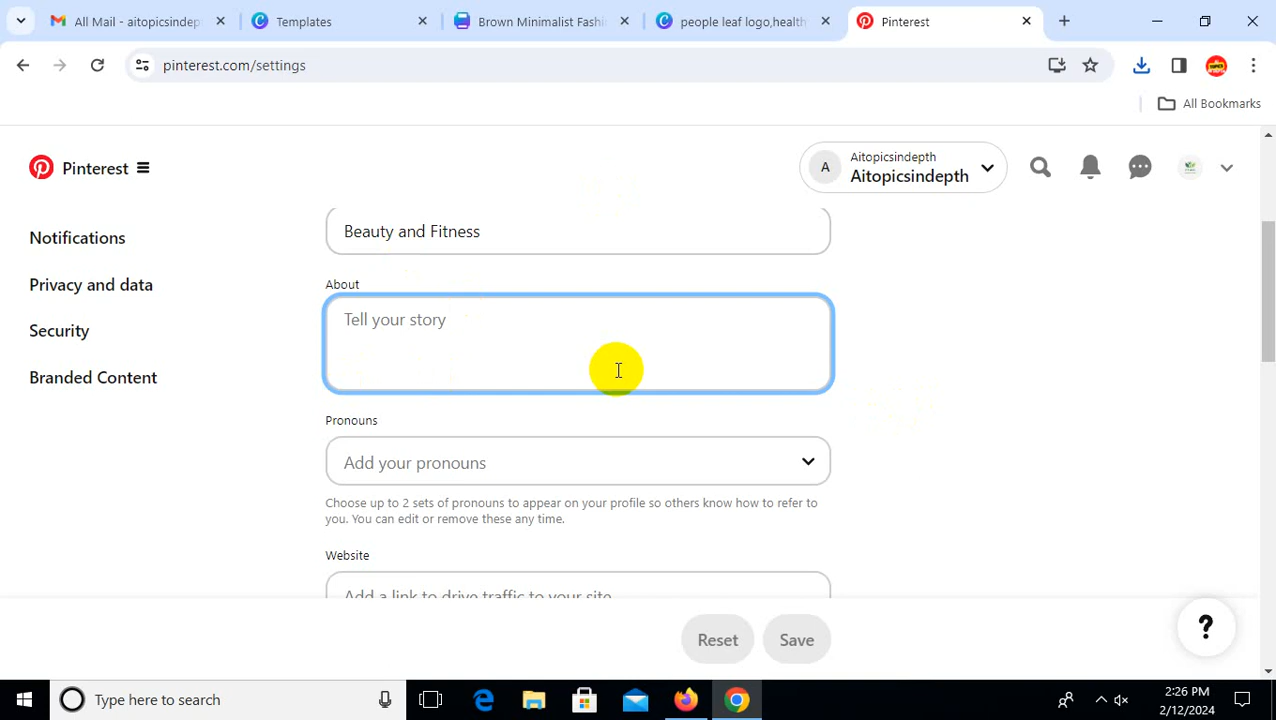 All Mail - aitopicsindep
Templates
Brown Minimalist Fashi
people leaf logo,health
Pinterest
pinterest.com/settings
All Bookmarks
Pinterest
A
Aitopicsindepth
Aitopicsindepth
Notifications
Privacy and data
Security
Branded Content
Beauty and Fitness
About
Tell your story
Pronouns
Add your pronouns
Choose up to 2 sets of pronouns to appear on your profile so others know how to refer to
you. You can edit or remove these any time.
Website
Add a link to drive traffic to your site
Reset
Save
?
Type here to search
2:26 PM
2/12/2024